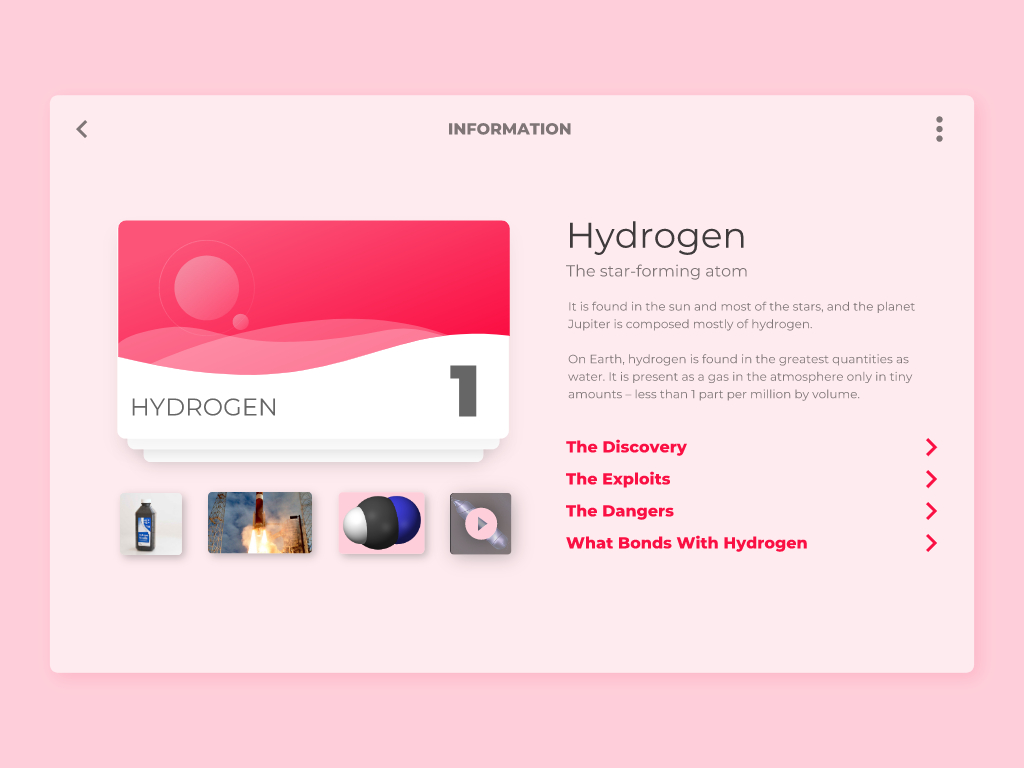 INFORMATION
HYDROGEN
1
Hydrogen
The star-forming atom
It is found in the sun and most of the stars, and the planet
Jupiter is composed mostly of hydrogen.
On Earth, hydrogen is found in the greatest quantities as
water. It is present as a gas in the atmosphere only in tiny
amounts – less than 1 part per million by volume.
The Discovery
The Exploits
The Dangers
What Bonds With Hydrogen